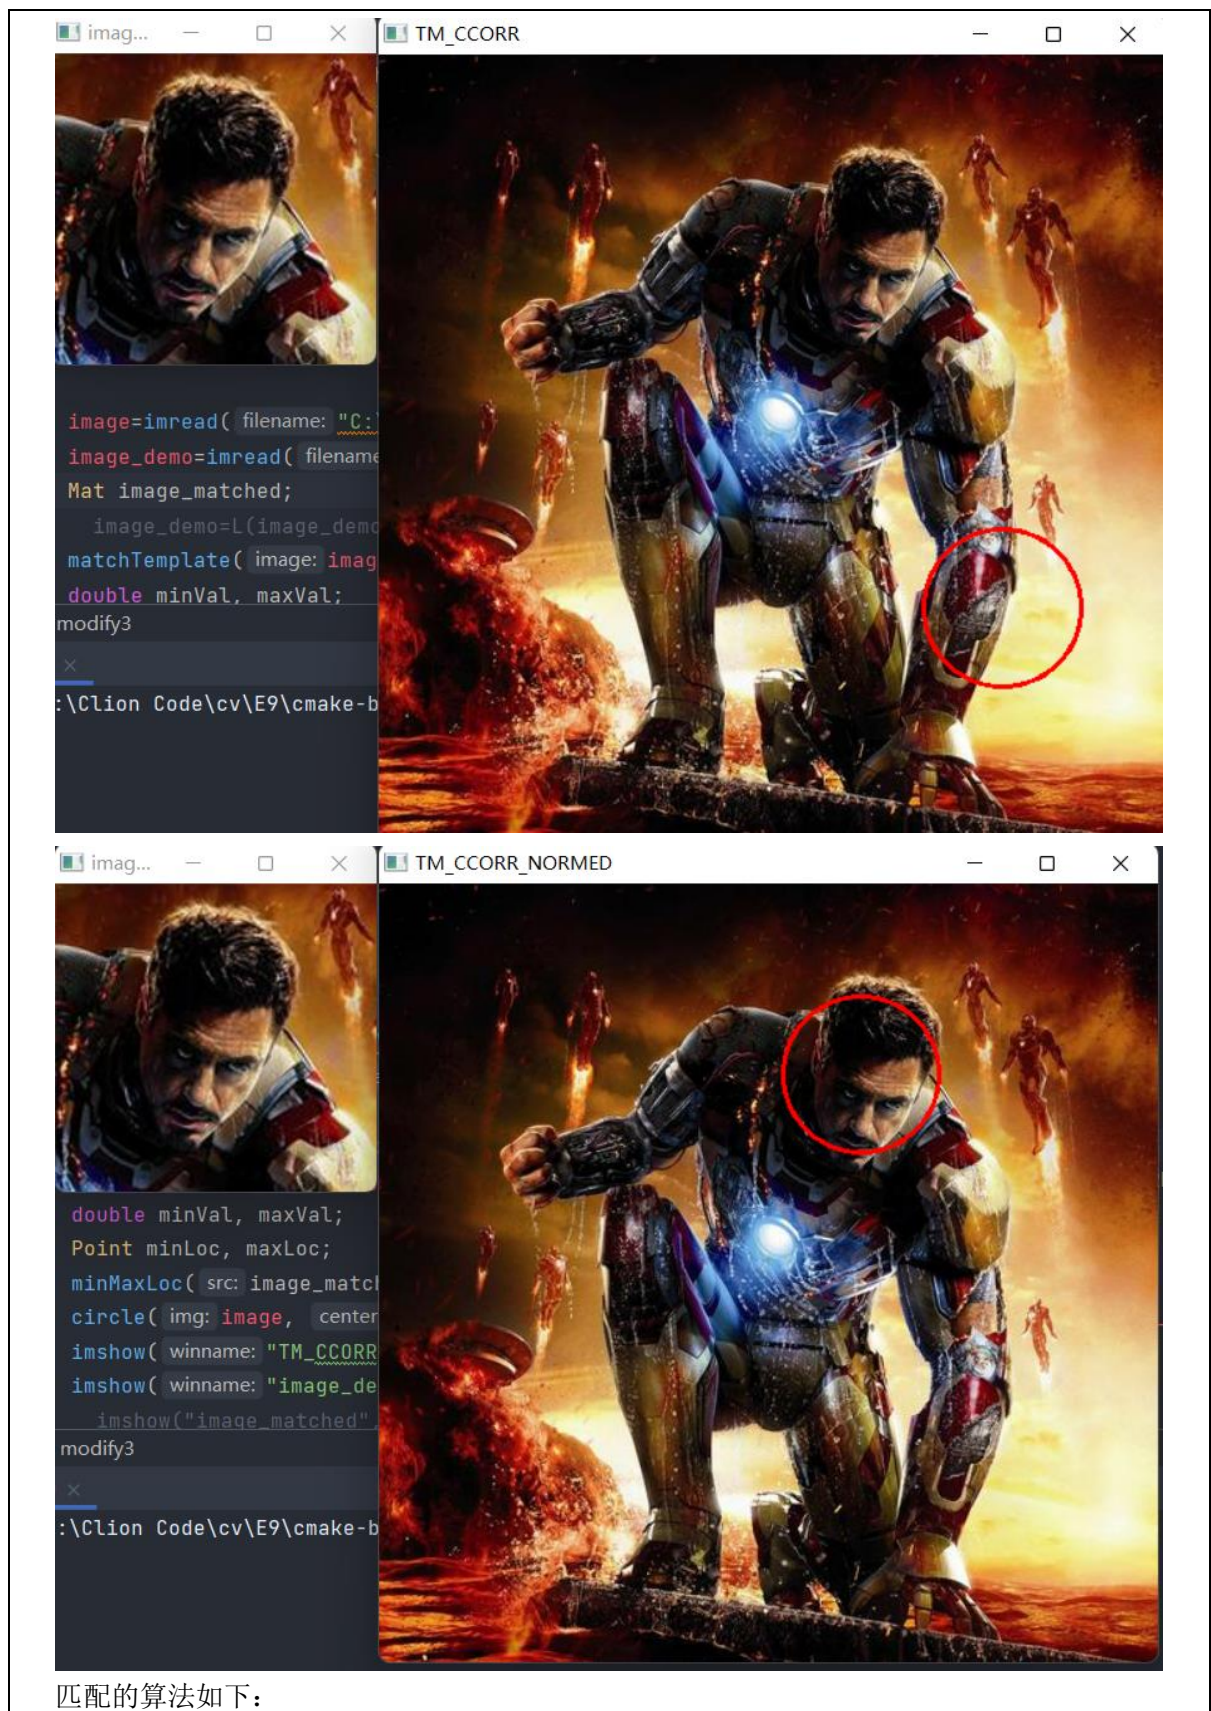 imag...
TM_CCORR
image=imread( filename: "C:\
image_demo=imread( filename
Mat image_matched;
image_demo=L(image_demo
matchTemplate( image: imag
double minVal, maxVal;
modify3
:\Clion Code\cv\E9\cmake-b
imag...
TM_CCORR_NORMED
double minVal, maxVal;
Point minLoc, maxLoc;
minMaxLoc( src: image_match
circle( img: image, center
imshow( winname: "TM_CCORR
imshow( winname: "image_de
imshow("image_matched",
modify3
:\Clion Code\cv\E9\cmake-b
匹配的算法如下：